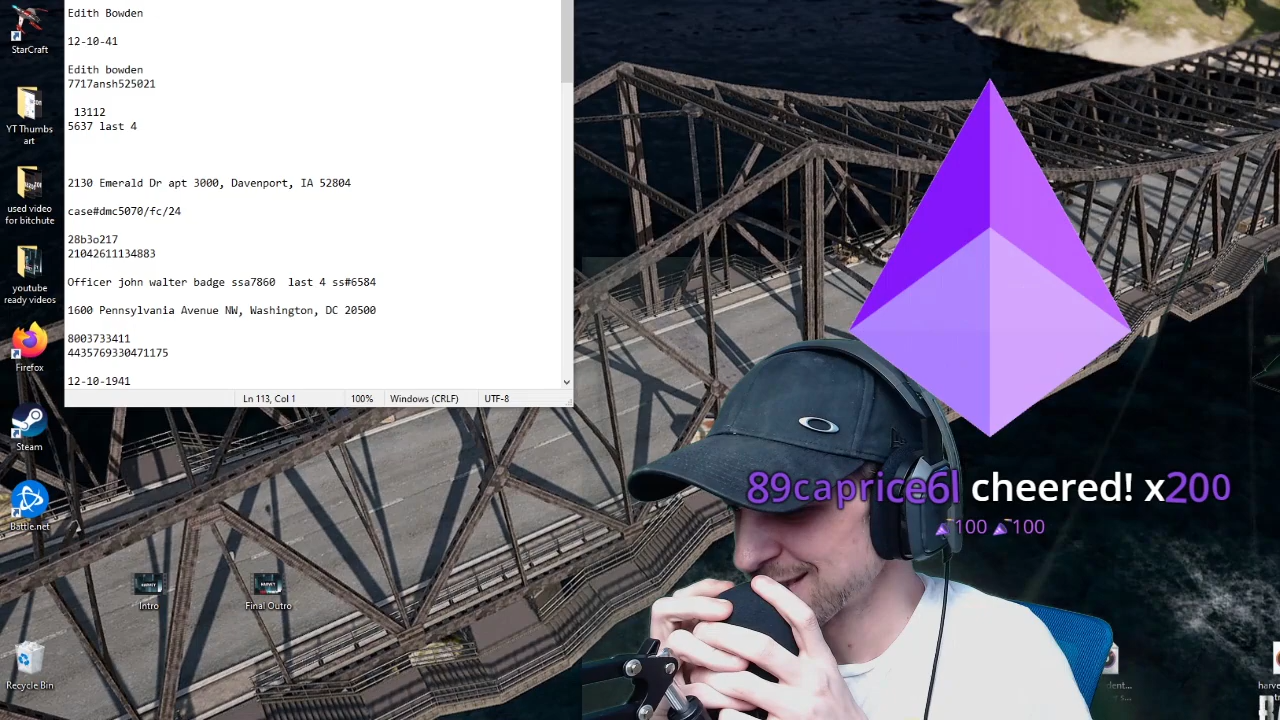 Edith Bowden
12-10-41
Edith bowden
7717ansh525021
13112
5637 last 4
2130 Emerald Dr apt 3000, Davenport, IA 52804
case#dmc5070/fc/24
28b3o217
21042611134883
Officer john walter badge ssa7860  last 4 ss#6584
1600 Pennsylvania Avenue NW, Washington, DC 20500
8003733411
4435769330471175
12-10-1941
Ln 113, Col 1
100%
Windows (CRLF)
UTF-8
StarCraft
YT Thumbs
art
used video
for bitchute
youtube
ready videos
Firefox
Steam
Battle.net
Intro
Final Outro
Recycle Bin
89caprice6l cheered! x200
100 100
dent...
harve